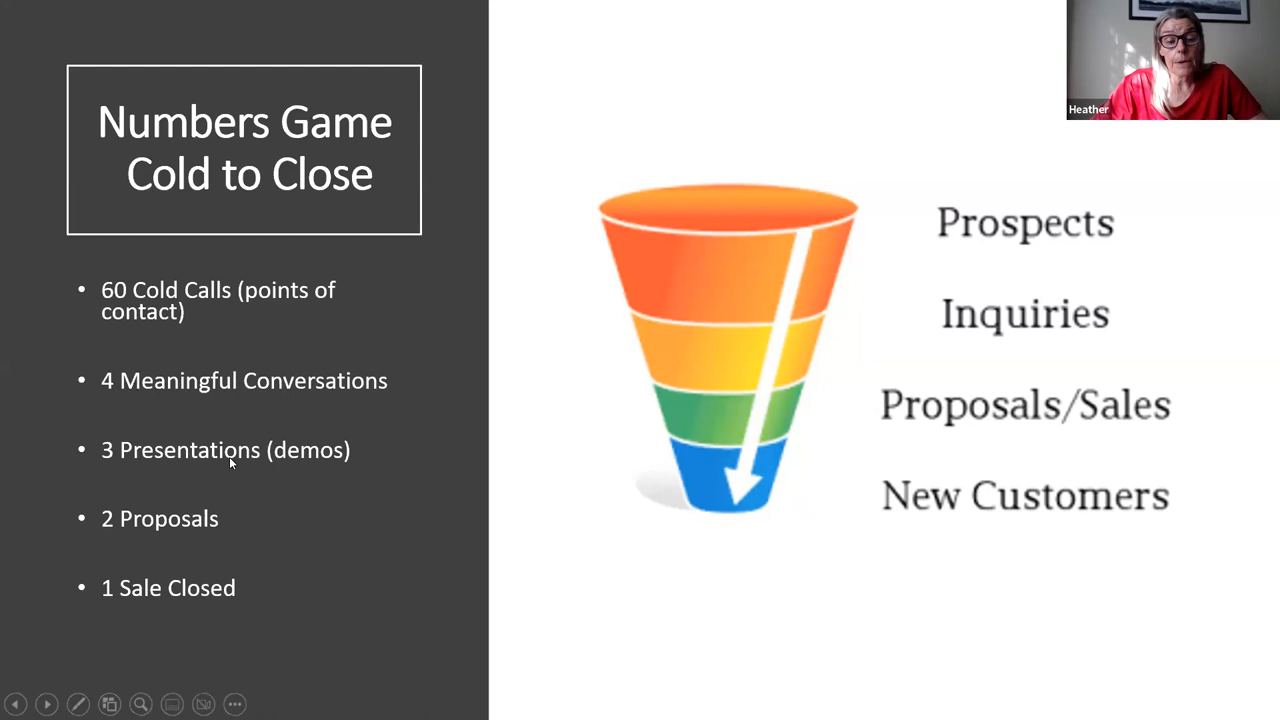 Numbers Game
Cold to Close
• 60 Cold Calls (points of
contact)
• 4 Meaningful Conversations
• 3 Presentations (demos)
• 2 Proposals
• 1 Sale Closed
Prospects
Inquiries
Proposals/Sales
New Customers
Heather